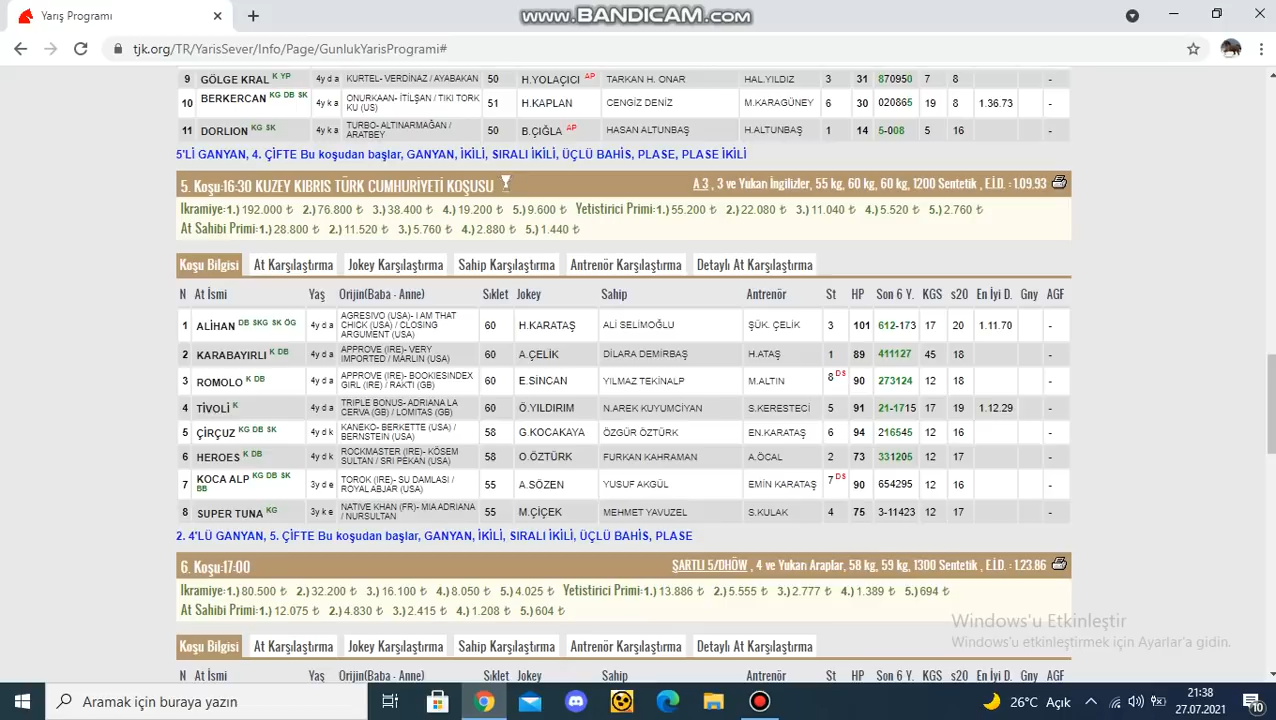 Yarış Programı
www.BANDICAM.com
tjk.org/TR/YarisSever/Info/Page/GunlukYarisProgrami#
9 GÖLGE KRAL K YP 4y d a KURTEL- VERDİNAZ / AYABAKAN 50 H.YOLAÇICI AP TARKAN H. ONAR HAL.YILDIZ 3 31 870950 7 8 -
10 BERKERCAN KG DB SK 4y k a ONURKAAN- İTİLŞAN / TIKI TORK KU (US) 51 H.KAPLAN CENGİZ DENİZ M.KARAGÜNEY 6 30 020865 19 8 1.36.73 -
11 DORLION KG SK 4y k a TURBO- ALTINARMAĞAN / ARATBEY 50 B.ÇIĞLA AP HASAN ALTUNBAŞ H.ALTUNBAŞ 1 14 5-008 5 16 -
5'Lİ GANYAN, 4. ÇİFTE Bu koşudan başlar, GANYAN, İKİLİ, SIRALI İKİLİ, ÜÇLÜ BAHİS, PLASE, PLASE İKİLİ
5. Koşu:16:30 KUZEY KIBRIS TÜRK CUMHURİYETİ KOŞUSU A 3 , 3 ve Yukarı İngilizler, 55 kg, 60 kg, 60 kg, 1200 Sentetik , E.İ.D. : 1.09.93
Ikramiye:1.) 192.000 ₺ 2.) 76.800 ₺ 3.) 38.400 ₺ 4.) 19.200 ₺ 5.) 9.600 ₺ Yetistirici Primi:1.) 55.200 ₺ 2.) 22.080 ₺ 3.) 11.040 ₺ 4.) 5.520 ₺ 5.) 2.760 ₺
At Sahibi Primi:1.) 28.800 ₺ 2.) 11.520 ₺ 3.) 5.760 ₺ 4.) 2.880 ₺ 5.) 1.440 ₺
Koşu Bilgisi At Karşılaştırma Jokey Karşılaştırma Sahip Karşılaştırma Antrenör Karşılaştırma Detaylı At Karşılaştırma
N At İsmi Yaş Orijin(Baba - Anne) Sıklet Jokey Sahip Antrenör St HP Son 6 Y. KGS s20 En İyi D. Gny AGF
1 ALİHAN DB SKG SK ÖG 4y d a AGRESIVO (USA)- I AM THAT CHICK (USA) / CLOSING ARGUMENT (USA) 60 H.KARATAŞ ALİ SELİMOĞLU ŞÜK. ÇELİK 3 101 612-173 17 20 1.11.70 -
2 KARABAYIRLI K DB 4y d a APPROVE (IRE)- VERY IMPORTED / MARLIN (USA) 60 A.ÇELİK DİLARA DEMİRBAŞ H.ATAŞ 1 89 411127 45 18 -
3 ROMOLO K DB 4y d a APPROVE (IRE)- BOOKIESINDEX GIRL (IRE) / RAKTI (GB) 60 E.SİNCAN YILMAZ TEKİNALP M.ALTIN 8 DS 90 273124 12 18 -
4 TİVOLİ K 4y d a TRIPLE BONUS- ADRIANA LA CERVA (GB) / LOMITAS (GB) 60 Ö.YILDIRIM N.AREK KUYUMCİYAN S.KERESTECİ 5 91 21-1715 17 19 1.12.29 -
5 ÇİRÇUZ KG DB SK 4y d k KANEKO- BERKETTE (USA) / BERNSTEIN (USA) 58 G.KOCAKAYA ÖZGÜR ÖZTÜRK EN.KARATAŞ 6 94 216545 12 16 -
6 HEROES K DB 4y d k ROCKMASTER (IRE)- KÖSEM SULTAN / SRI PEKAN (USA) 58 O.ÖZTÜRK FURKAN KAHRAMAN A.ÖCAL 2 73 331205 12 17 -
7 KOCA ALP KG DB SK BB 3y d e TOROK (IRE)- SU DAMLASI / ROYAL ABJAR (USA) 55 A.SÖZEN YUSUF AKGÜL EMİN KARATAŞ 7 DS 90 654295 12 16 -
8 SUPER TUNA KG 3y k e NATIVE KHAN (FR)- MIA ADRIANA / NURSULTAN 55 M.ÇİÇEK MEHMET YAVUZEL S.KULAK 4 75 3-11423 12 17 -
2. 4'LÜ GANYAN, 5. ÇİFTE Bu koşudan başlar, GANYAN, İKİLİ, SIRALI İKİLİ, ÜÇLÜ BAHİS, PLASE
6. Koşu:17:00 ŞARTLI 5/DHÖW , 4 ve Yukarı Araplar, 58 kg, 59 kg, 1300 Sentetik , E.İ.D. : 1.23.86
Ikramiye:1.) 80.500 ₺ 2.) 32.200 ₺ 3.) 16.100 ₺ 4.) 8.050 ₺ 5.) 4.025 ₺ Yetistirici Primi:1.) 13.886 ₺ 2.) 5.555 ₺ 3.) 2.777 ₺ 4.) 1.389 ₺ 5.) 694 ₺
At Sahibi Primi:1.) 12.075 ₺ 2.) 4.830 ₺ 3.) 2.415 ₺ 4.) 1.208 ₺ 5.) 604 ₺
Windows'u Etkinleştir
Windows'u etkinleştirmek için Ayarlar'a gidin.
Koşu Bilgisi At Karşılaştırma Jokey Karşılaştırma Sahip Karşılaştırma Antrenör Karşılaştırma Detaylı At Karşılaştırma
N At İsmi Yaş Orijin(Baba - Anne) Sıklet Jokey Sahip Antrenör St HP Son 6 Y. KGS s20 En İyi D. Gny AGF
Aramak için buraya yazın
26°C Açık
21:38
27.07.2021
10